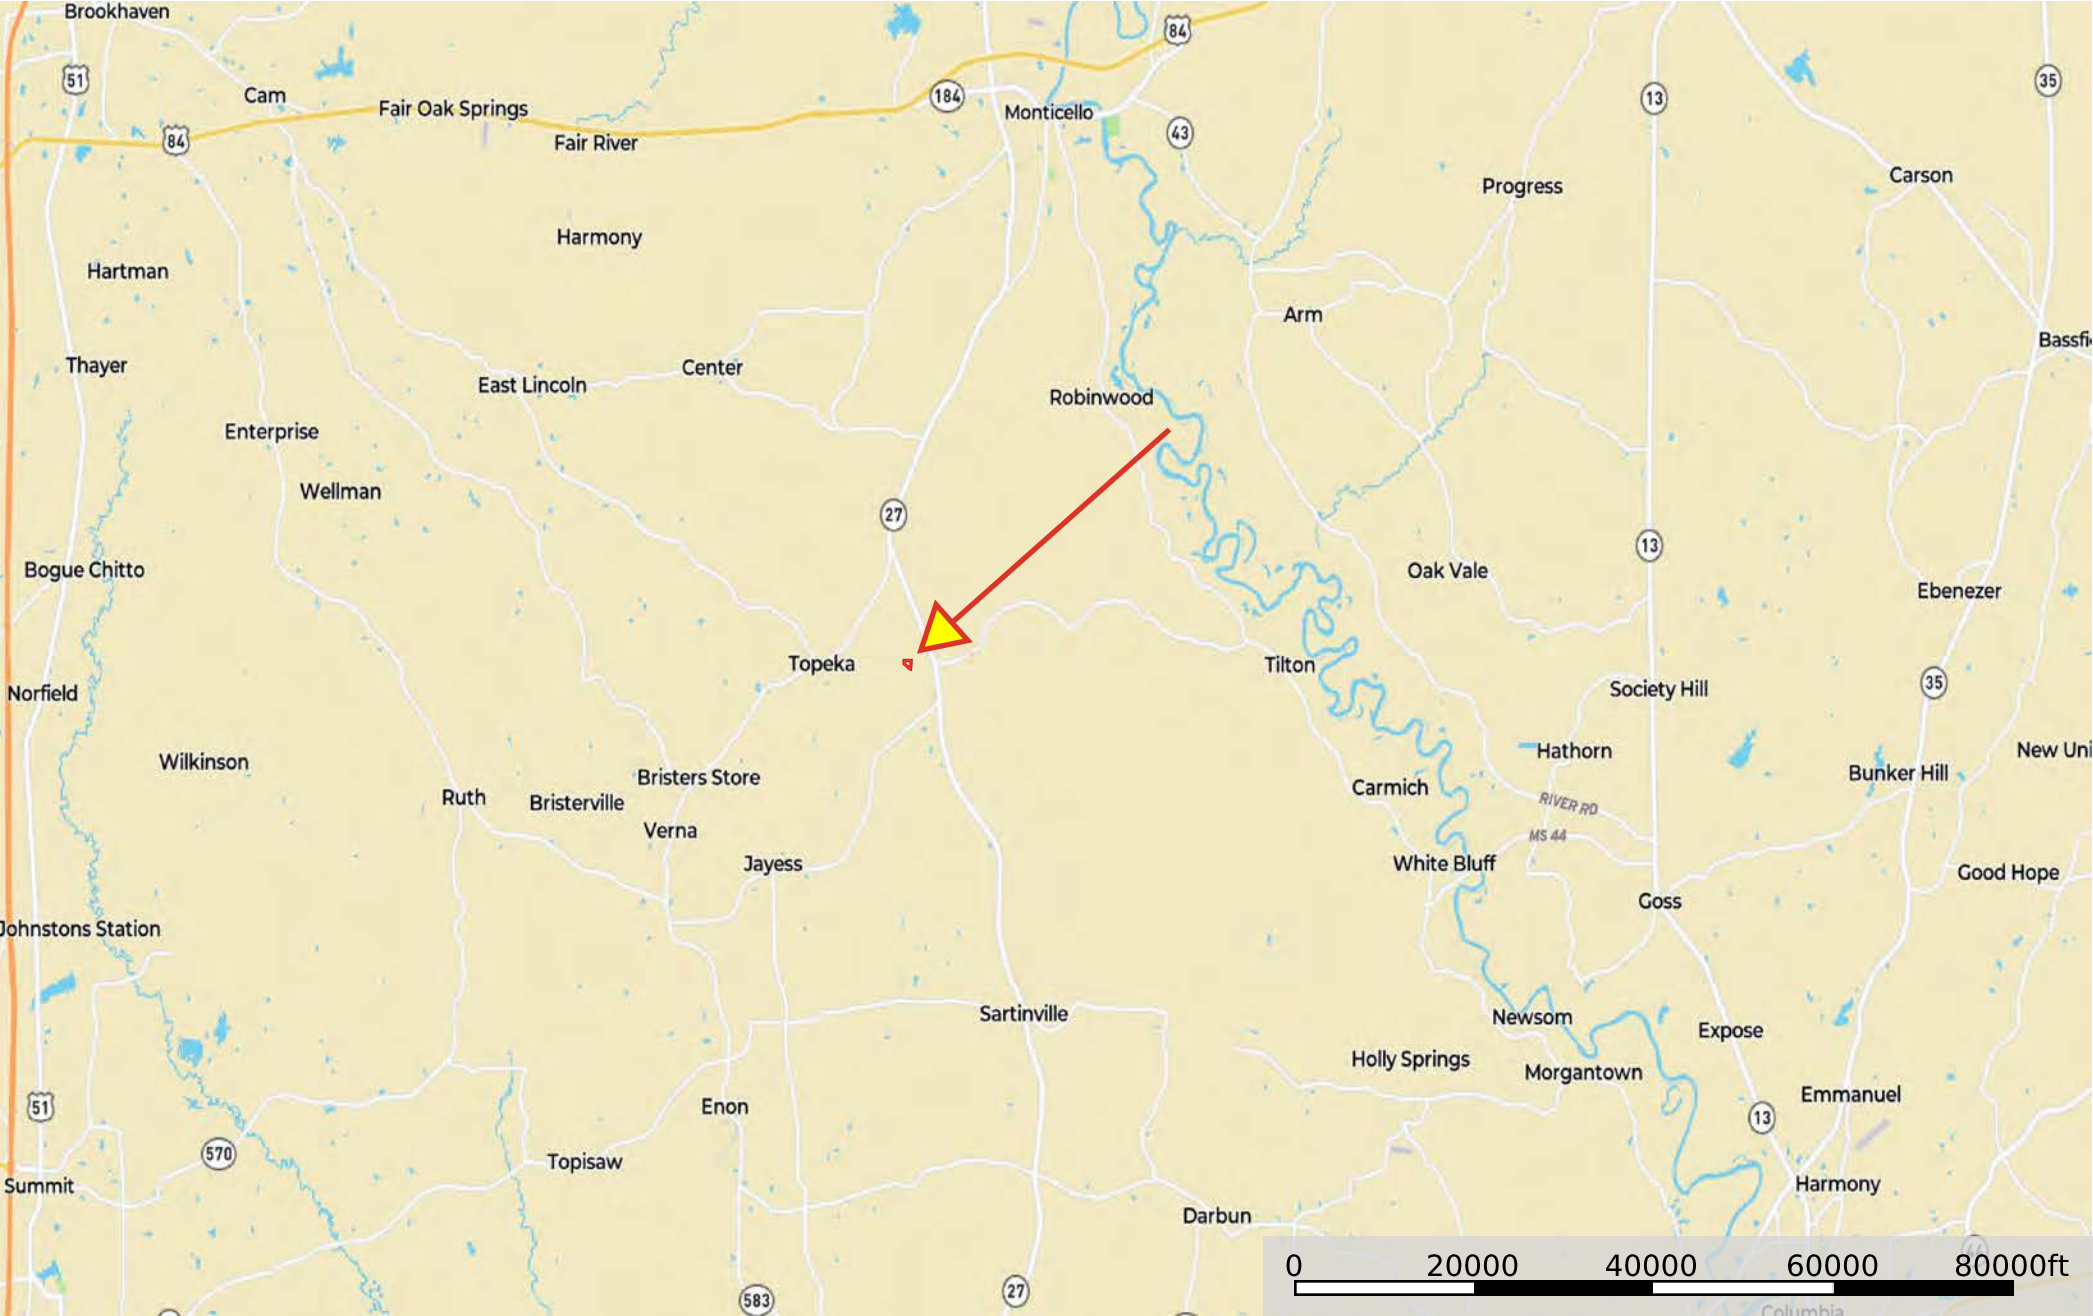 Brookhaven
84
51
35
Cam
184
13
Fair Oak Springs
Monticello
84
Fair River
43
Carson
Progress
Harmony
Hartman
Arm
Bassfi
Thayer
Center
East Lincoln
Robinwood
Enterprise
Wellman
27
13
Bogue Chitto
Oak Vale
Ebenezer
Topeka
Tilton
35
Norfield
Society Hill
Wilkinson
Hathorn
New Uni
Bunker Hill
Bristers Store
Carmich
Ruth
Bristerville
RIVER RD
Verna
MS 44
Jayess
White Bluff
Good Hope
Goss
Johnstons Station
Sartinville
Newsom
Expose
Holly Springs
Morgantown
Emmanuel
51
Enon
13
570
Topisaw
Summit
Harmony
Darbun
0 20000 40000 60000 80000ft
27
583
Columbia